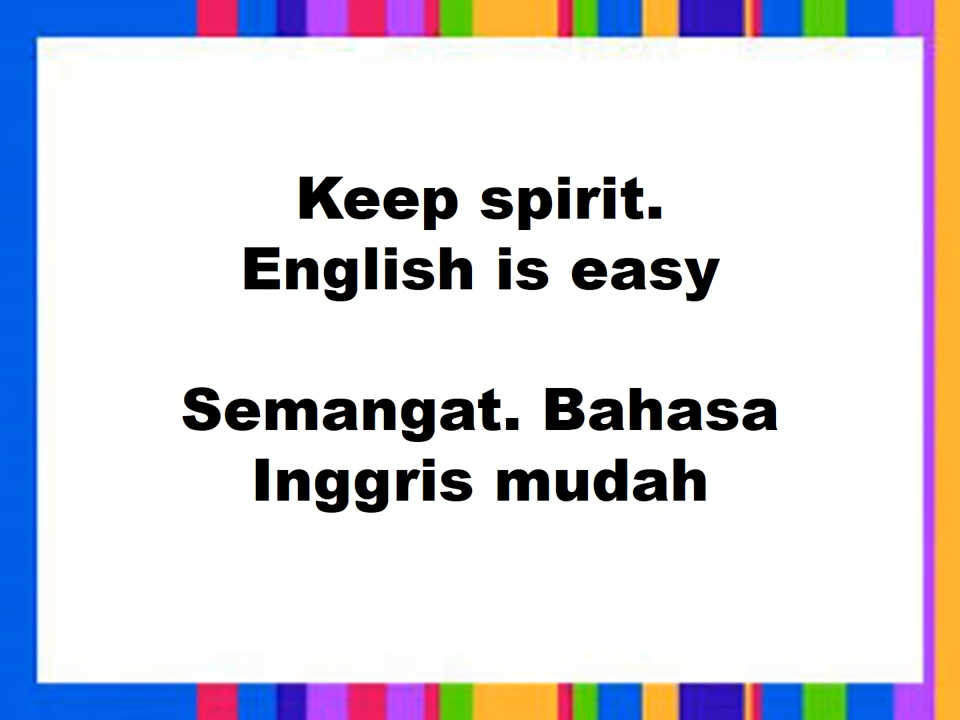 Keep spirit.
English is easy
Semangat. Bahasa
Inggris mudah